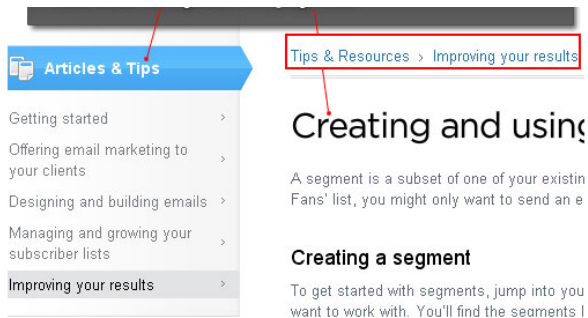 Articles & Tips
Getting started
Offering email marketing to
your clients
Designing and building emails
Managing and growing your
subscriber lists
Improving your results
Tips & Resources › Improving your results
Creating and using
A segment is a subset of one of your existin
Fans' list, you might only want to send an e
Creating a segment
To get started with segments, jump into you
want to work with. You'll find the segments l